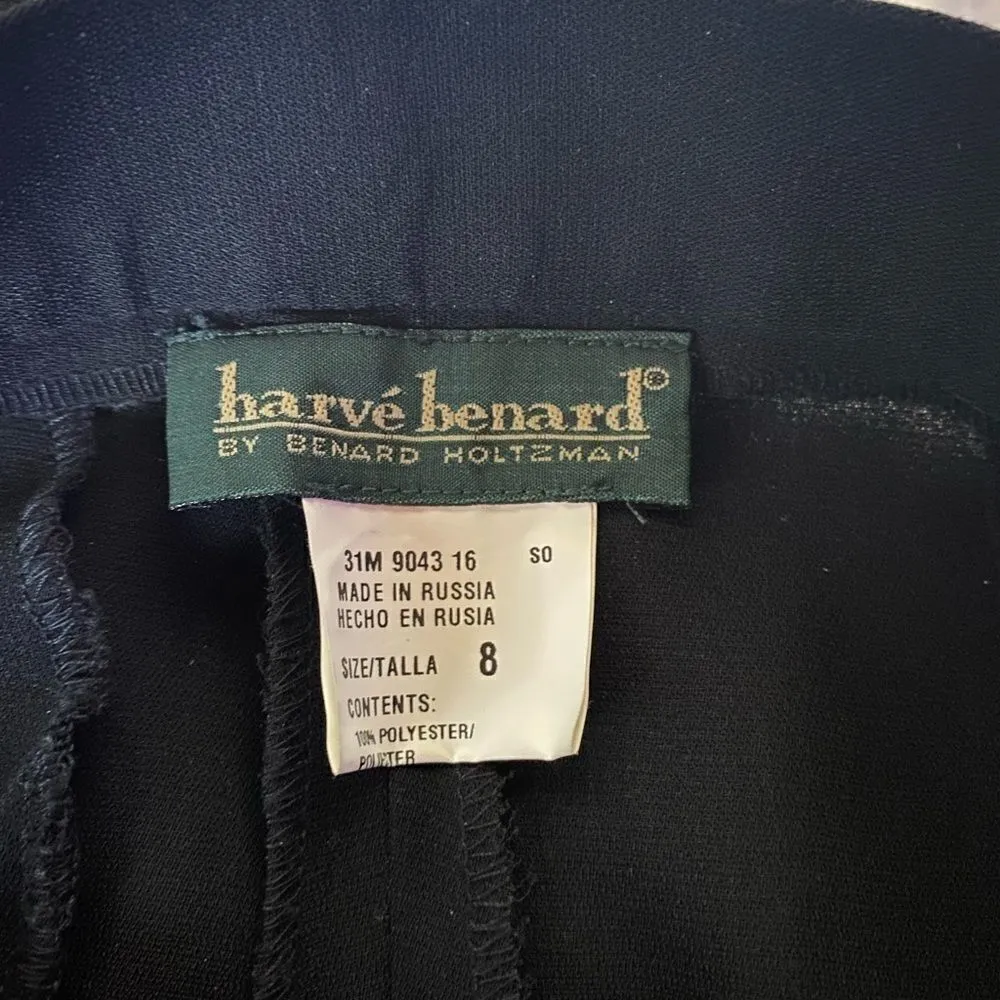 harvé benard®
BY BENARD HOLTZMAN
31M 9043 16 SO
MADE IN RUSSIA
HECHO EN RUSIA
SIZE/TALLA 8
CONTENTS:
100% POLYESTER/